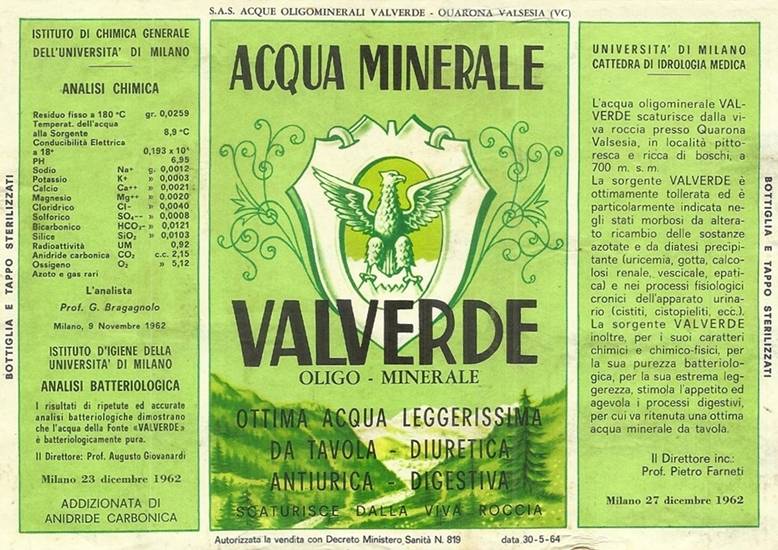 S.A.S. ACQUE OLIGOMINERALI VALVERDE - QUARONA VALSESIA (VC)
BOTTIGLIA E TAPPO STERILIZZATI
ISTITUTO DI CHIMICA GENERALE
DELL'UNIVERSITA' DI MILANO
ANALISI CHIMICA
Residuo fisso a 180 °C gr. 0,0259
Temperat. dell'acqua
alla Sorgente 8,9 °C
Conducibilità Elettrica
a 18° 0,193 x 10⁴
PH 6,95
Sodio Na+ g. 0,0012
Potassio K+ » 0,0003
Calcio Ca++ » 0,0021
Magnesio Mg++ » 0,0020
Cloridrico Cl- » 0,0040
Solforico SO₄-- » 0,0008
Bicarbonico HCO₃- » 0,0121
Silice SiO₂ » 0,0103
Radioattività UM 0,92
Anidride carbonica CO₂ c.c. 2,15
Ossigeno O₂ » 5,12
Azoto e gas rari
L'analista
Prof. G. Bragagnolo
Milano, 9 Novembre 1962
ISTITUTO D'IGIENE DELLA
UNIVERSITA' DI MILANO
ANALISI BATTERIOLOGICA
I risultati di ripetute ed accurate
analisi batteriologiche dimostrano
che l'acqua della Fonte «VALVERDE»
è batteriologicamente pura.
Il Direttore: Prof. Augusto Giovanardi
Milano 23 dicembre 1962
ADDIZIONATA DI
ANIDRIDE CARBONICA
ACQUA MINERALE
VALVERDE
OLIGO - MINERALE
OTTIMA ACQUA LEGGERISSIMA
DA TAVOLA - DIURETICA
ANTIURICA - DIGESTIVA
SCATURISCE DALLA VIVA ROCCIA
UNIVERSITA' DI MILANO
CATTEDRA DI IDROLOGIA MEDICA
L'acqua oligominerale VAL-
VERDE scaturisce dalla vi-
va roccia presso Quarona
Valsesia, in località pitto-
resca e ricca di boschi, a
700 m. s. m.
La sorgente VALVERDE è
ottimamente tollerata ed è
particolarmente indicata ne-
gli stati morbosi da altera-
to ricambio delle sostanze
azotate e da diatesi precipi-
tante (uricemia, gotta, calco-
losi renale, vescicale, epati-
ca) e nei processi fisiologici
cronici dell'apparato urina-
rio (cistiti, cistopieliti, ecc.).
La sorgente VALVERDE
inoltre, per i suoi caratteri
chimici e chimico-fisici, per
la sua purezza batteriolo-
gica, per la sua estrema leg-
gerezza, stimola l'appetito ed
agevola i processi digestivi,
per cui va ritenuta una ottima
acqua minerale da tavola.
Il Direttore inc.:
Prof. Pietro Farneti
Milano 27 dicembre 1962
BOTTIGLIA E TAPPO STERILIZZATI
Autorizzata la vendita con Decreto Ministero Sanità N. 819 data 30-5-64